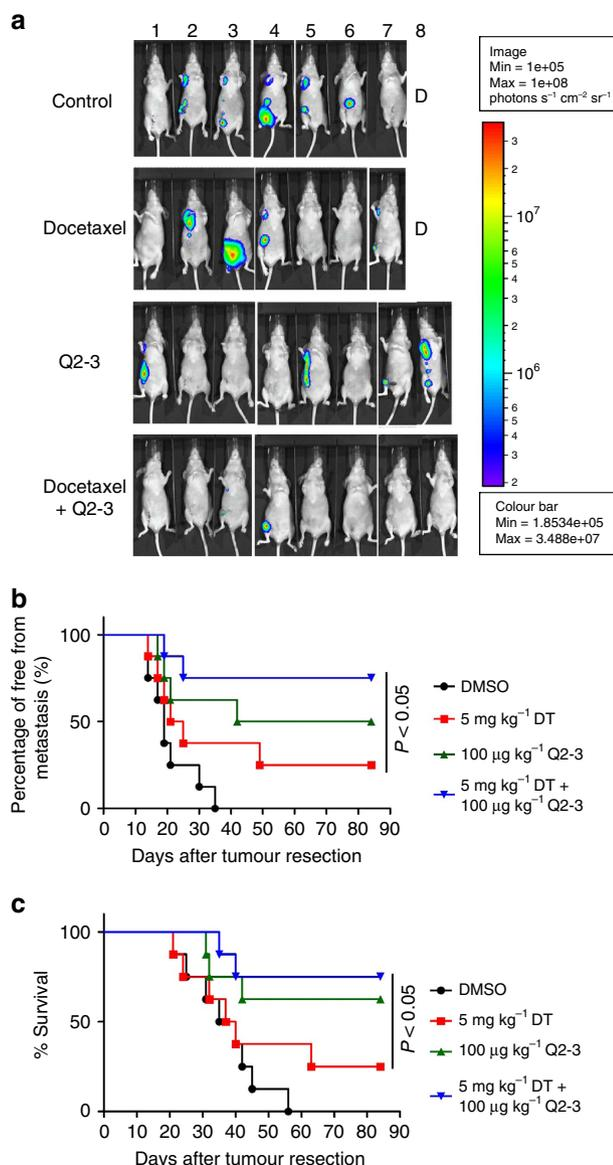 a
1 2 3 4 5 6 7 8
Control
D
Docetaxel
D
Q2-3
Docetaxel
+ Q2-3
Image
Min = 1e+05
Max = 1e+08
photons s⁻¹ cm⁻² sr⁻¹
3
2
10⁷
6
5
4
3
2
10⁶
6
5
4
3
2
Colour bar
Min = 1.8534e+05
Max = 3.488e+07
b
Percentage of free from
metastasis (%)
100
50
0
0 10 20 30 40 50 60 70 80 90
Days after tumour resection
P < 0.05
DMSO
5 mg kg⁻¹ DT
100 µg kg⁻¹ Q2-3
5 mg kg⁻¹ DT +
100 µg kg⁻¹ Q2-3
c
% Survival
100
50
0
0 10 20 30 40 50 60 70 80 90
Days after tumour resection
P < 0.05
DMSO
5 mg kg⁻¹ DT
100 µg kg⁻¹ Q2-3
5 mg kg⁻¹ DT +
100 µg kg⁻¹ Q2-3